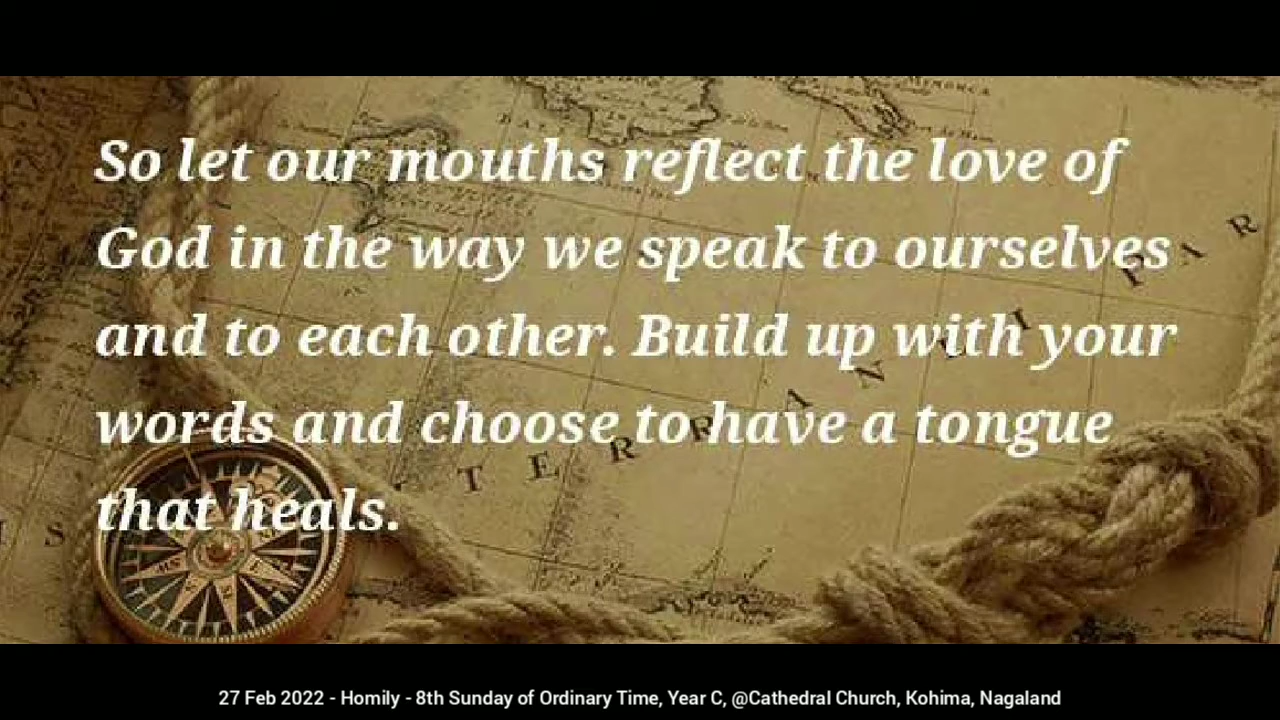 So let our mouths reflect the love of
God in the way we speak to ourselves
and to each other. Build up with your
words and choose to have a tongue
that heals.
27 Feb 2022 - Homily - 8th Sunday of Ordinary Time, Year C, @Cathedral Church, Kohima, Nagaland